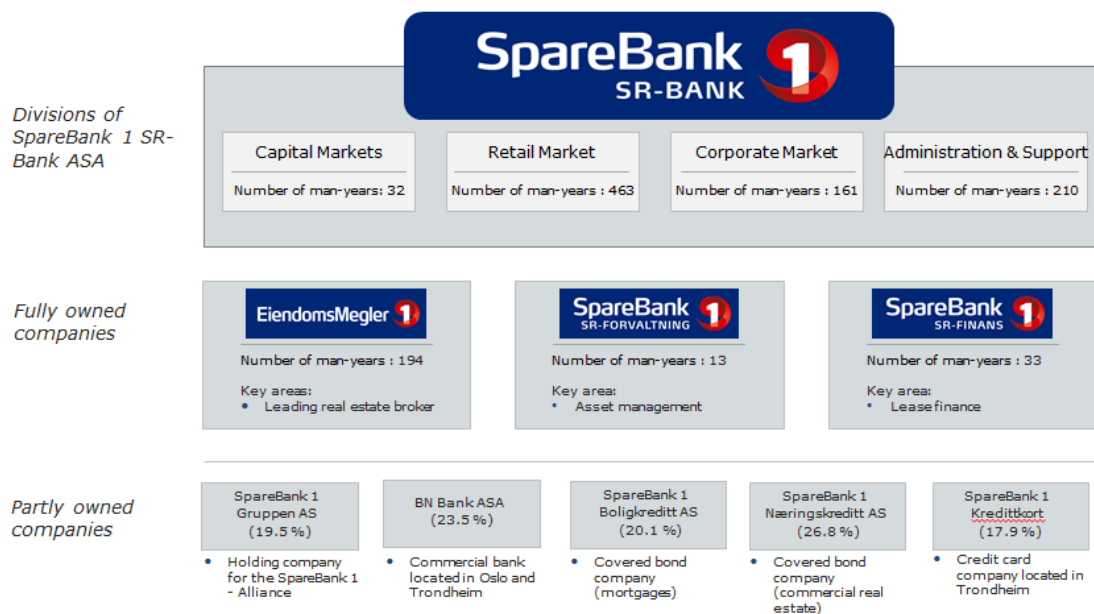 SpareBank 1
SR-BANK
Divisions of
SpareBank 1 SR-
Bank ASA
Capital Markets
Number of man-years: 32
Retail Market
Number of man-years : 463
Corporate Market
Number of man-years : 161
Administration & Support
Number of man-years : 210
Fully owned
companies
EiendomsMegler 1
Number of man-years : 194
Key areas:
• Leading real estate broker
SpareBank 1
SR-FORVALTNING
Number of man-years : 13
Key area:
• Asset management
SpareBank 1
SR-FINANS
Number of man-years : 33
Key area:
• Lease finance
Partly owned
companies
SpareBank 1
Gruppen AS
(19.5 %)
• Holding company
for the SpareBank 1
- Alliance
BN Bank ASA
(23.5 %)
• Commercial bank
located in Oslo and
Trondheim
SpareBank 1
Boligkreditt AS
(20.1 %)
• Covered bond
company
(mortgages)
SpareBank 1
Næringskreditt AS
(26.8 %)
• Covered bond
company
(commercial real
estate)
SpareBank 1
Kredittkort
(17.9 %)
• Credit card
company located in
Trondheim